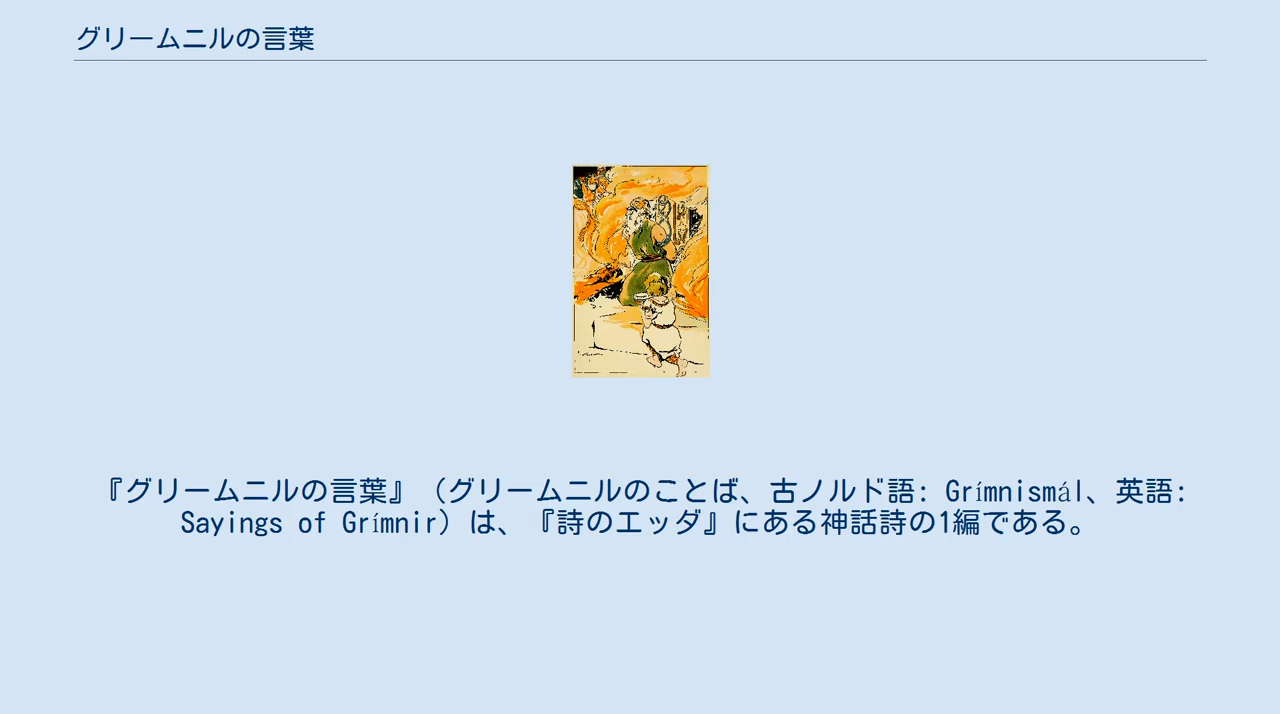 グリームニルの言葉
『グリームニルの言葉』（グリームニルのことば、古ノルド語: Grímnismál、英語:
Sayings of Grímnir）は、『詩のエッダ』にある神話詩の1編である。